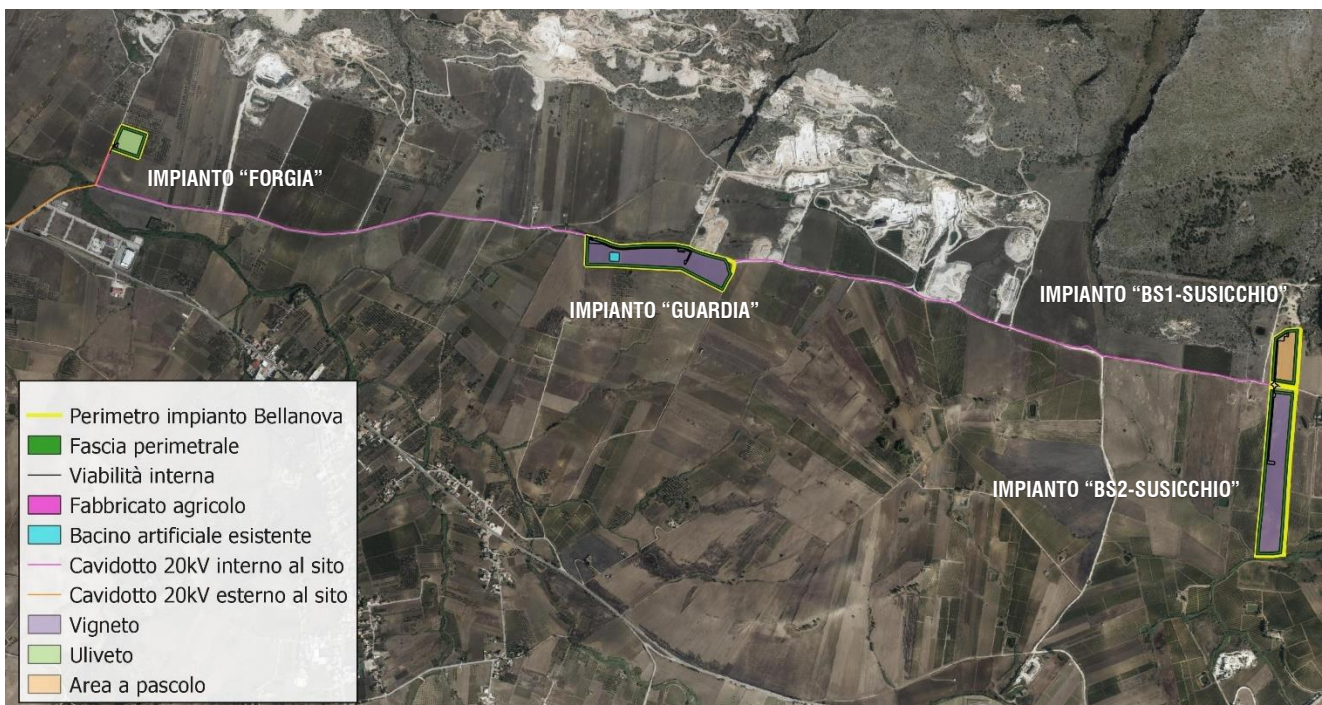 IMPIANTO “FORGIA”
IMPIANTO “GUARDIA”
IMPIANTO “BS1-SUSICCHIO”
IMPIANTO “BS2-SUSICCHIO”
Perimetro impianto Bellanova
Fascia perimetrale
Viabilità interna
Fabbricato agricolo
Bacino artificiale esistente
Cavidotto 20kV interno al sito
Cavidotto 20kV esterno al sito
Vigneto
Uliveto
Area a pascolo